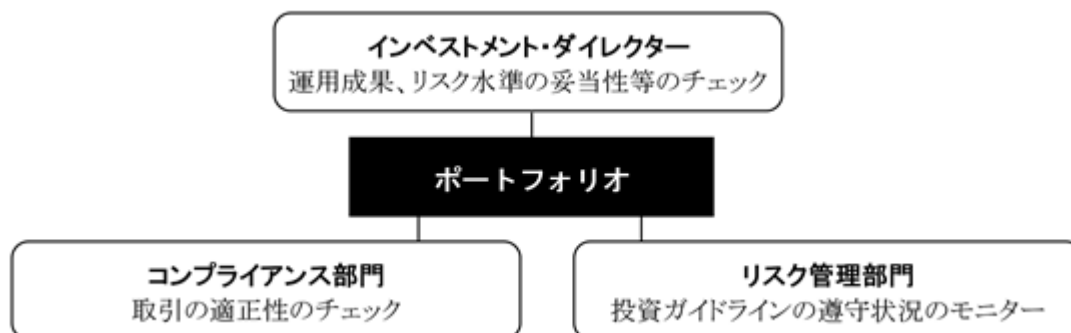 インベストメント・ダイレクター
運用成果、リスク水準の妥当性等のチェック
ポートフォリオ
コンプライアンス部門
取引の適正性のチェック
リスク管理部門
投資ガイドラインの遵守状況のモニター